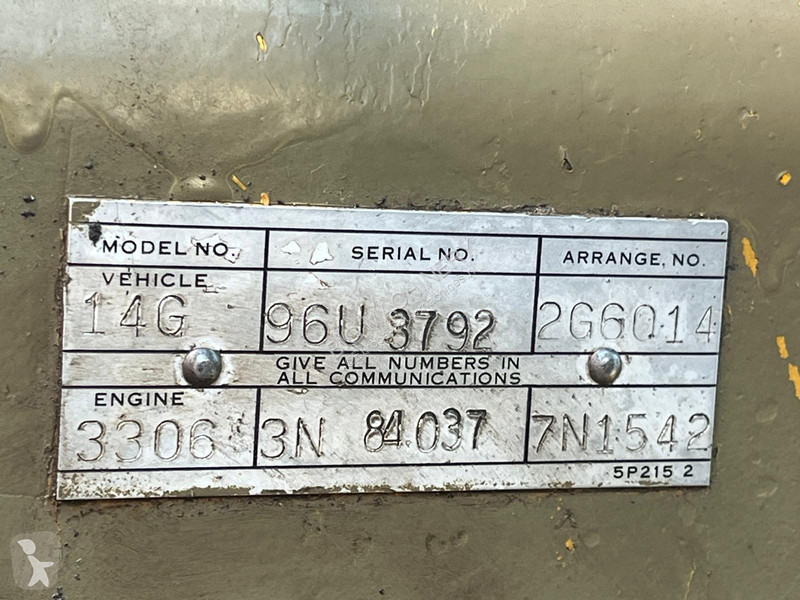 MODEL NO. SERIAL NO. ARRANGE. NO.
VEHICLE
14G 96U 3792 2G6014
GIVE ALL NUMBERS IN
ALL COMMUNICATIONS
ENGINE
3306 3N 84037 7N1542
5P215 2